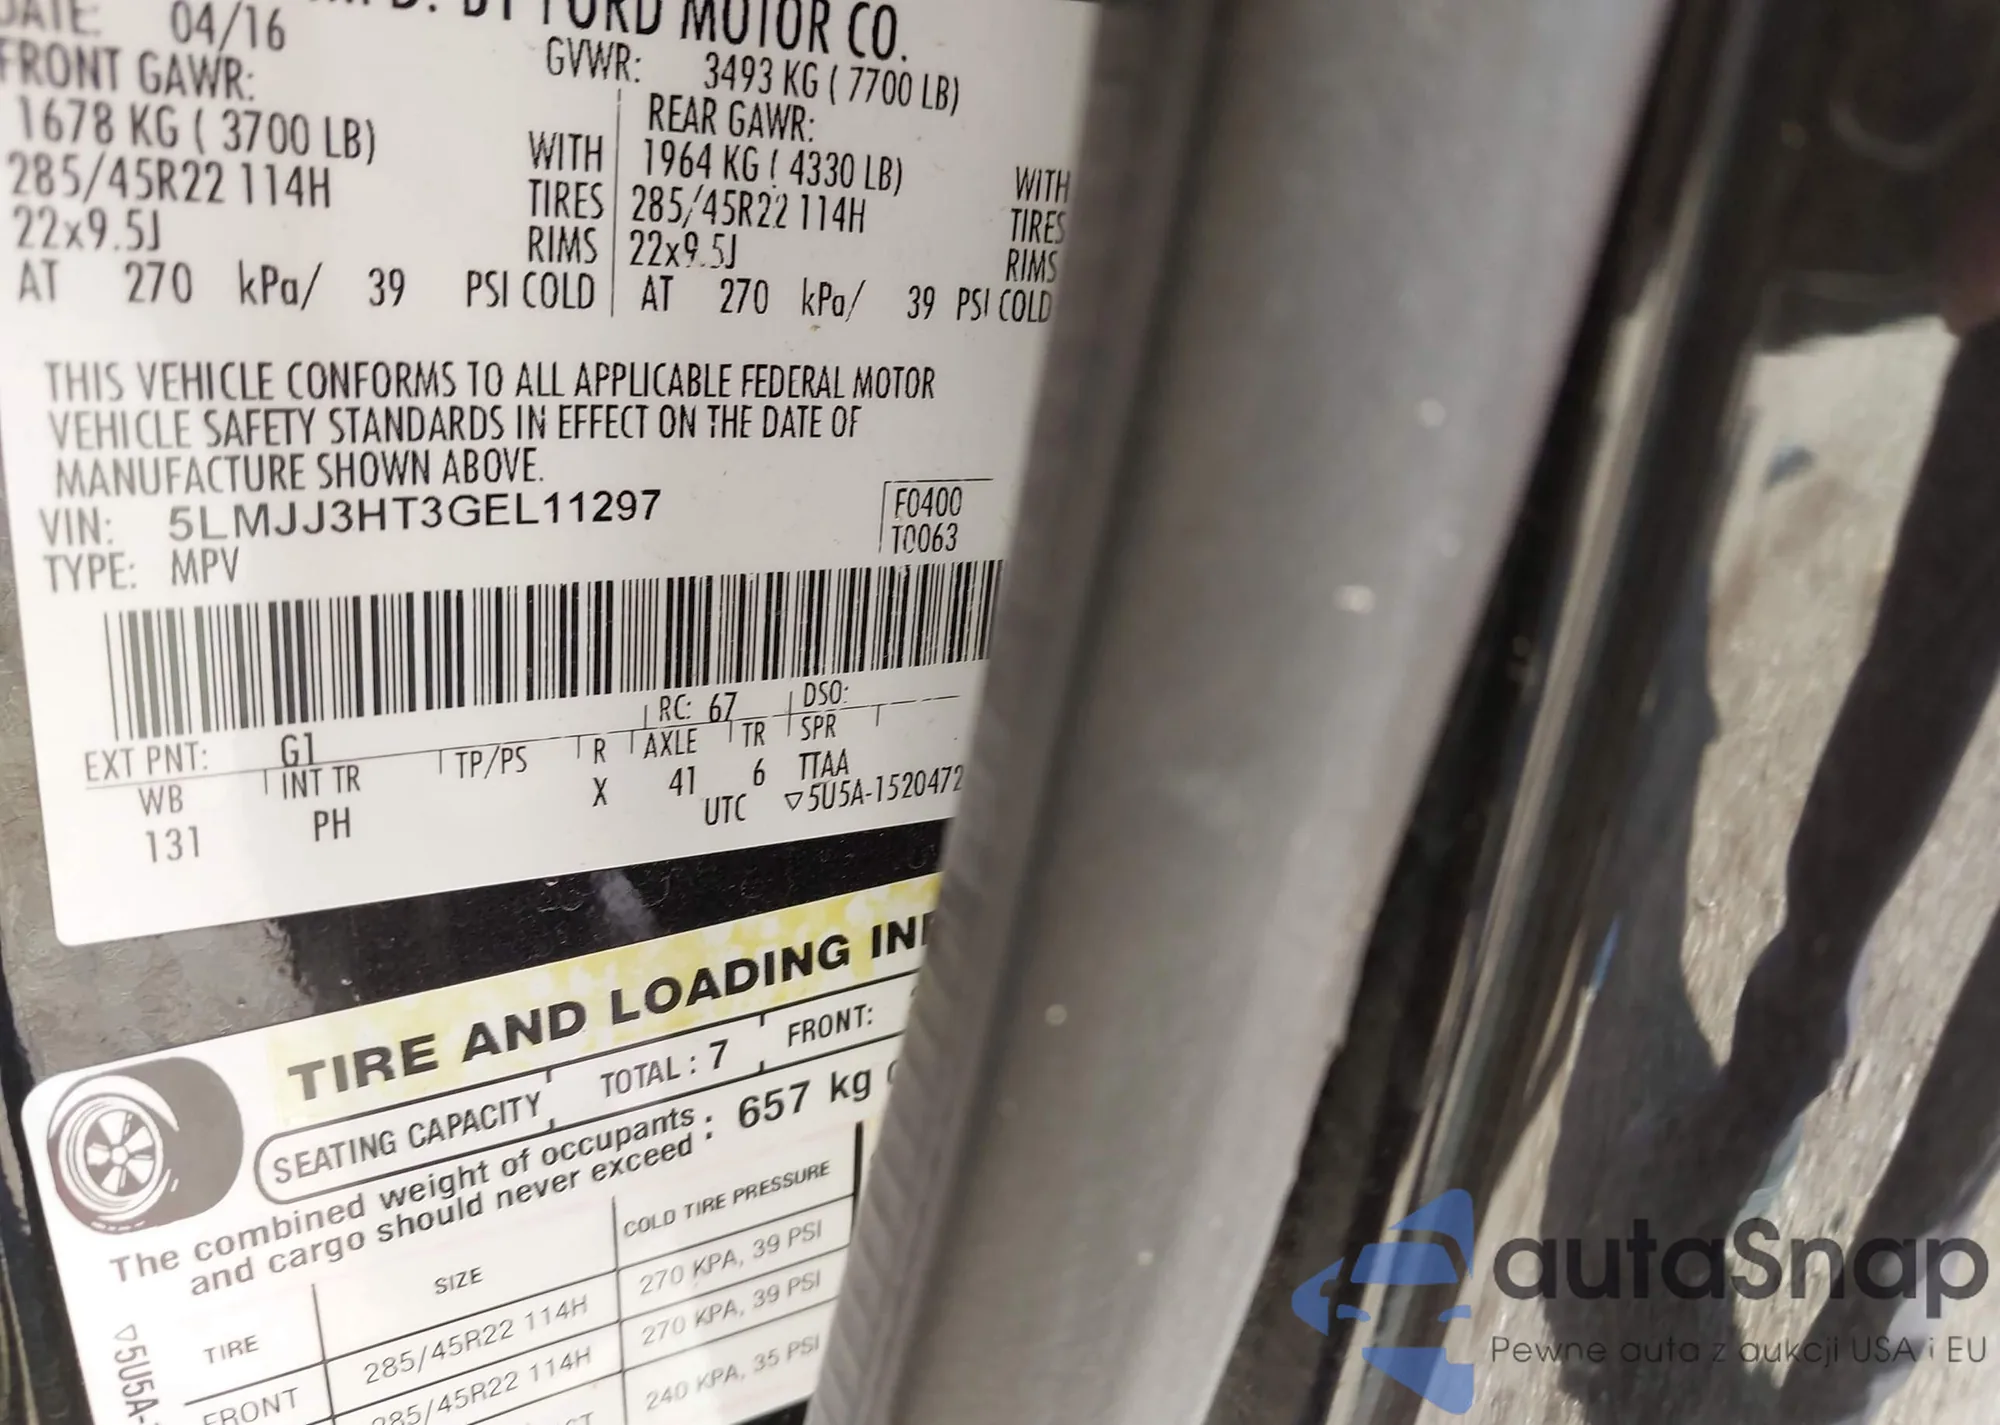 DATE: 04/16
MFD. BY FORD MOTOR CO.
FRONT GAWR:
GVWR: 3493 KG ( 7700 LB)
1678 KG ( 3700 LB)
285/45R22 114H
22x9.5J
AT 270 kPa/ 39 PSI COLD
WITH
TIRES
RIMS
REAR GAWR:
1964 KG ( 4330 LB)
285/45R22 114H
22x9.5J
AT 270 kPa/ 39 PSI COLD
WITH
TIRES
RIMS
THIS VEHICLE CONFORMS TO ALL APPLICABLE FEDERAL MOTOR
VEHICLE SAFETY STANDARDS IN EFFECT ON THE DATE OF
MANUFACTURE SHOWN ABOVE.
VIN: 5LMJJ3HT3GEL11297
F0400
T0063
TYPE: MPV
EXT PNT: G1
RC: 67
DSO:
WB
INT TR
TP/PS
R
AXLE
TR
SPR
131
PH
X
41
6
TTAA
UTC
▽5U5A-1520472
TIRE AND LOADING
SEATING CAPACITY
TOTAL : 7
FRONT:
The combined weight of occupants
and cargo should never exceed : 657 kg
TIRE
SIZE
COLD TIRE PRESSURE
FRONT
285/45R22 114H
270 KPA, 39 PSI
285/45R22 114H
270 KPA, 39 PSI
240 KPA, 35 PSI
▽5U5A-
autaSnap
Pewne auta z aukcji USA i EU